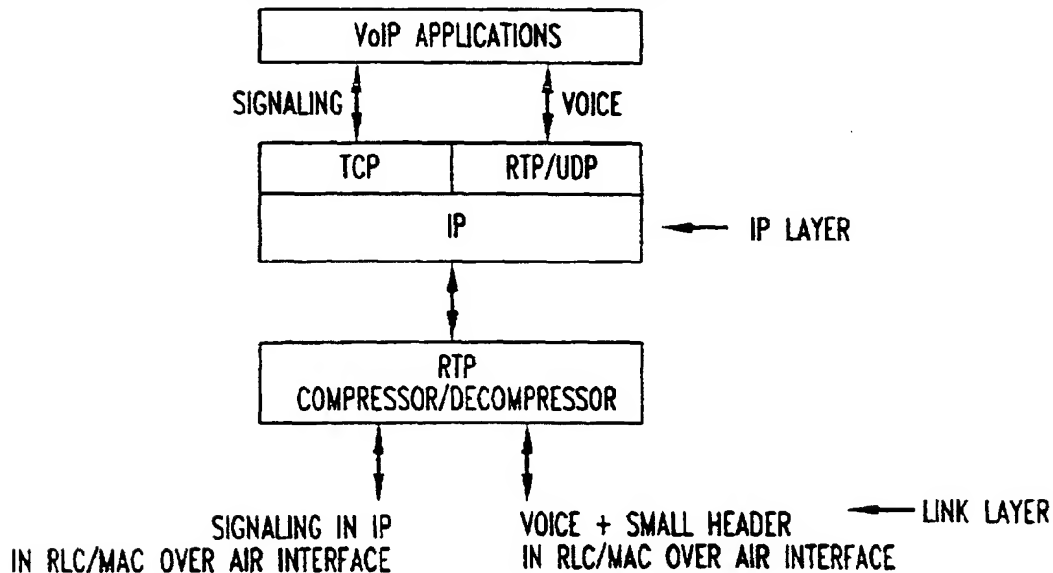 VoIP APPLICATIONS
SIGNALING
VOICE
TCP
RTP/UDP
IP
IP LAYER
RTP
COMPRESSOR/DECOMPRESSOR
SIGNALING IN IP
IN RLC/MAC OVER AIR INTERFACE
VOICE + SMALL HEADER
IN RLC/MAC OVER AIR INTERFACE
LINK LAYER